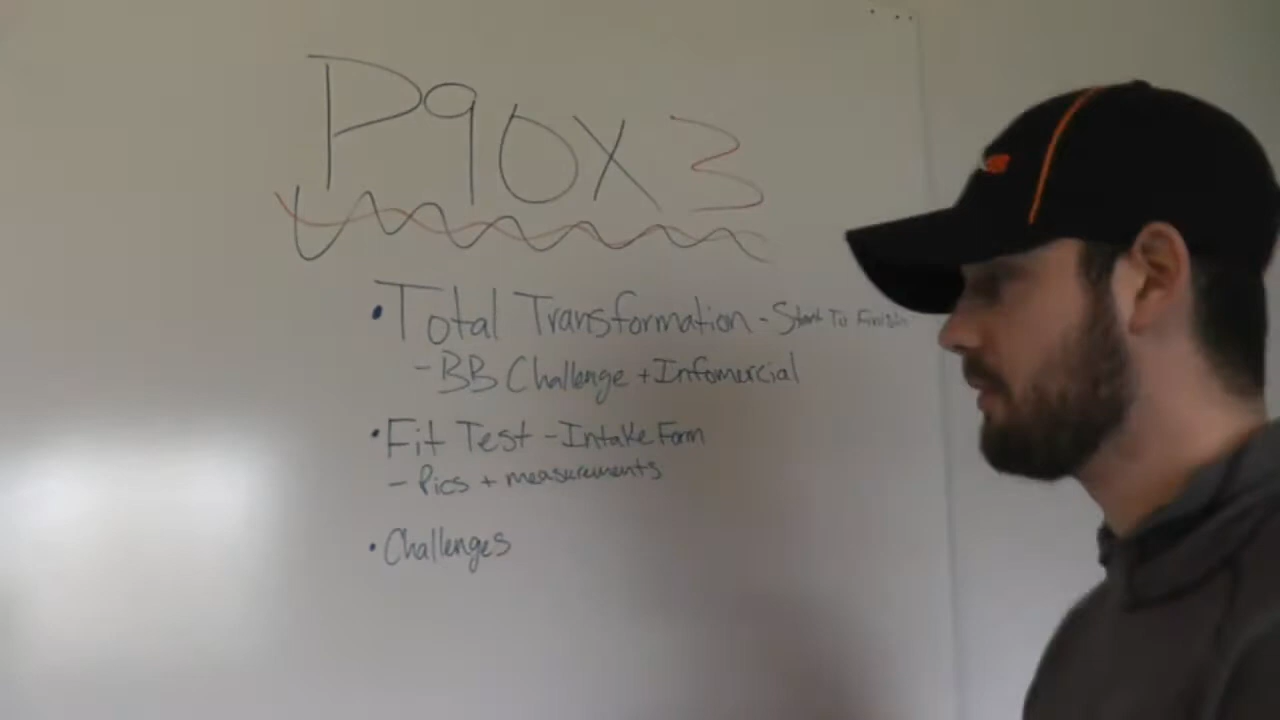 P90X3
• Total Transformation - Start To Finish
- BB Challenge + Infomercial
• Fit Test - Intake Form
- Pics + measurements
• Challenges